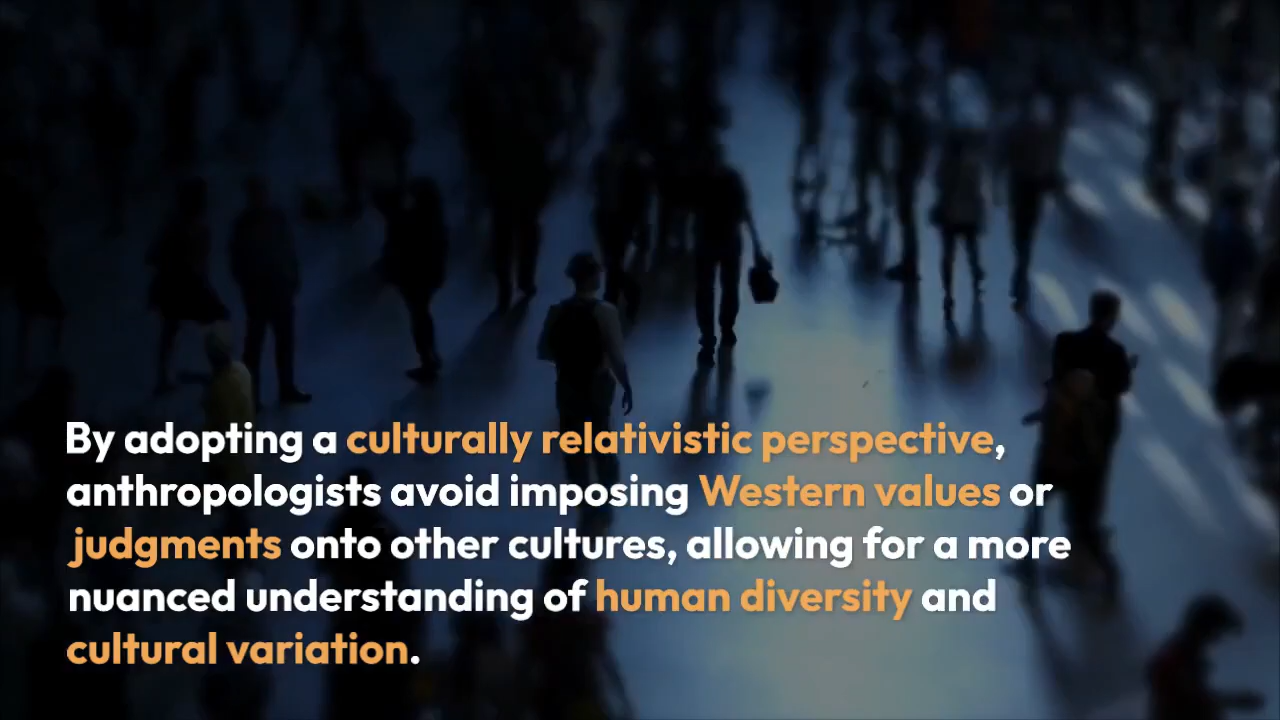 By adopting a culturally relativistic perspective,
anthropologists avoid imposing Western values or
judgments onto other cultures, allowing for a more
nuanced understanding of human diversity and
cultural variation.